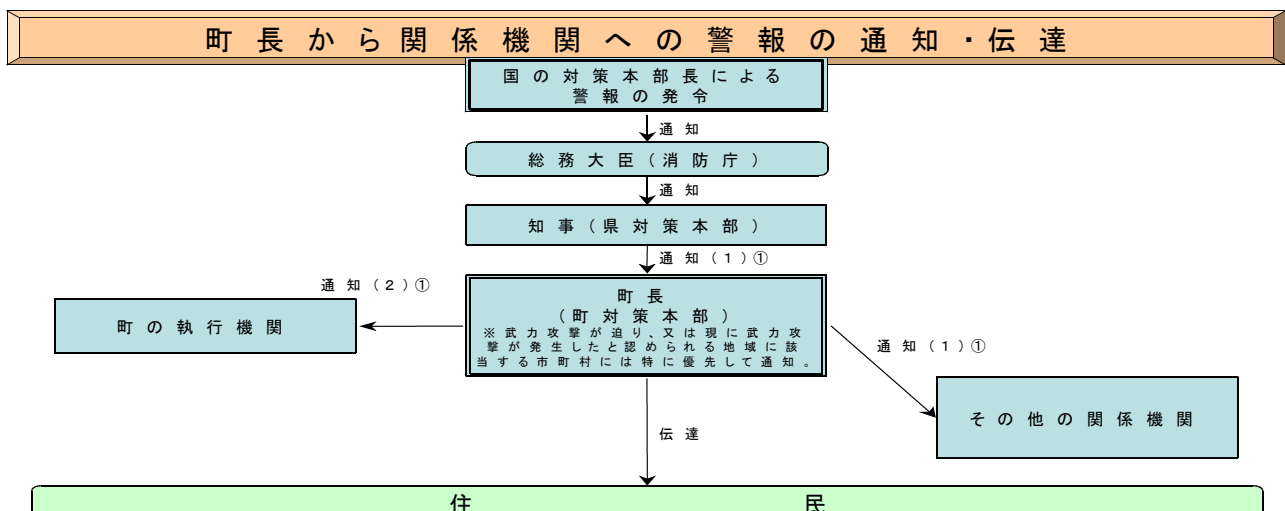 町長から関係機関への警報の通知・伝達
国の対策本部長による
警報の発令
通知
総務大臣(消防庁)
通知
知事(県対策本部)
通知(1)①
通知(2)①
町の執行機関
町長
(町対策本部)
※武力攻撃が迫り、又は現に武力攻
撃が発生したと認められる地域に該
当する市町村には特に優先して通知。
通知(1)①
その他の関係機関
伝達
住民